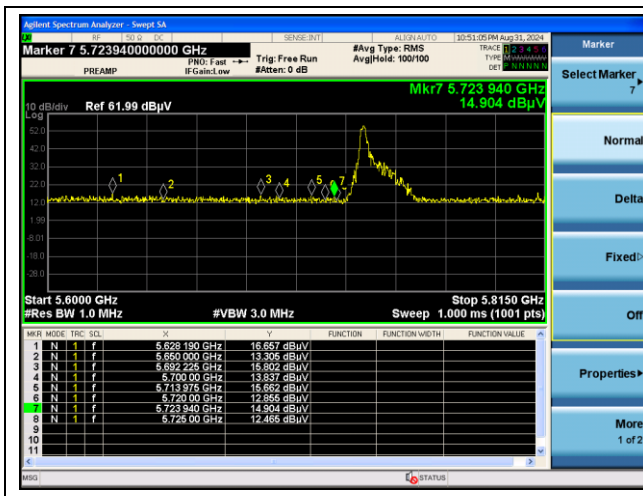 Agilent Spectrum Analyzer - Swept SA
RF 50 Ω DC SENSE:INT ALIGN AUTO 10:51:05 PM Aug 31, 2024
Marker 7 5.723940000000 GHz
PNO: Fast
IFGain:Low
Trig: Free Run
#Atten: 0 dB
#Avg Type: RMS
Avg|Hold: 100/100
TRACE 1 2 3 4 5 6
TYPE
DET P N N N N N
PREAMP
Mkr7 5.723 940 GHz
14.904 dBµV
10 dB/div Ref 61.99 dBµV
Log
52.0
42.0
32.0
22.0
12.0
1.99
-8.01
-18.0
-28.0
1
2
3
4
5
7
Start 5.6000 GHz Stop 5.8150 GHz
#Res BW 1.0 MHz #VBW 3.0 MHz Sweep 1.000 ms (1001 pts)
MKR MODE TRC SCL X Y FUNCTION FUNCTION WIDTH FUNCTION VALUE
1 N 1 f 5.628 190 GHz 16.657 dBµV
2 N 1 f 5.650 000 GHz 13.305 dBµV
3 N 1 f 5.692 225 GHz 15.802 dBµV
4 N 1 f 5.700 00 GHz 13.837 dBµV
5 N 1 f 5.713 975 GHz 15.662 dBµV
6 N 1 f 5.720 00 GHz 12.855 dBµV
7 N 1 f 5.723 940 GHz 14.904 dBµV
8 N 1 f 5.725 00 GHz 12.465 dBµV
9
10
11
MSG STATUS
Marker
Select Marker
7
Normal
Delta
Fixed
Off
Properties
More
1 of 2